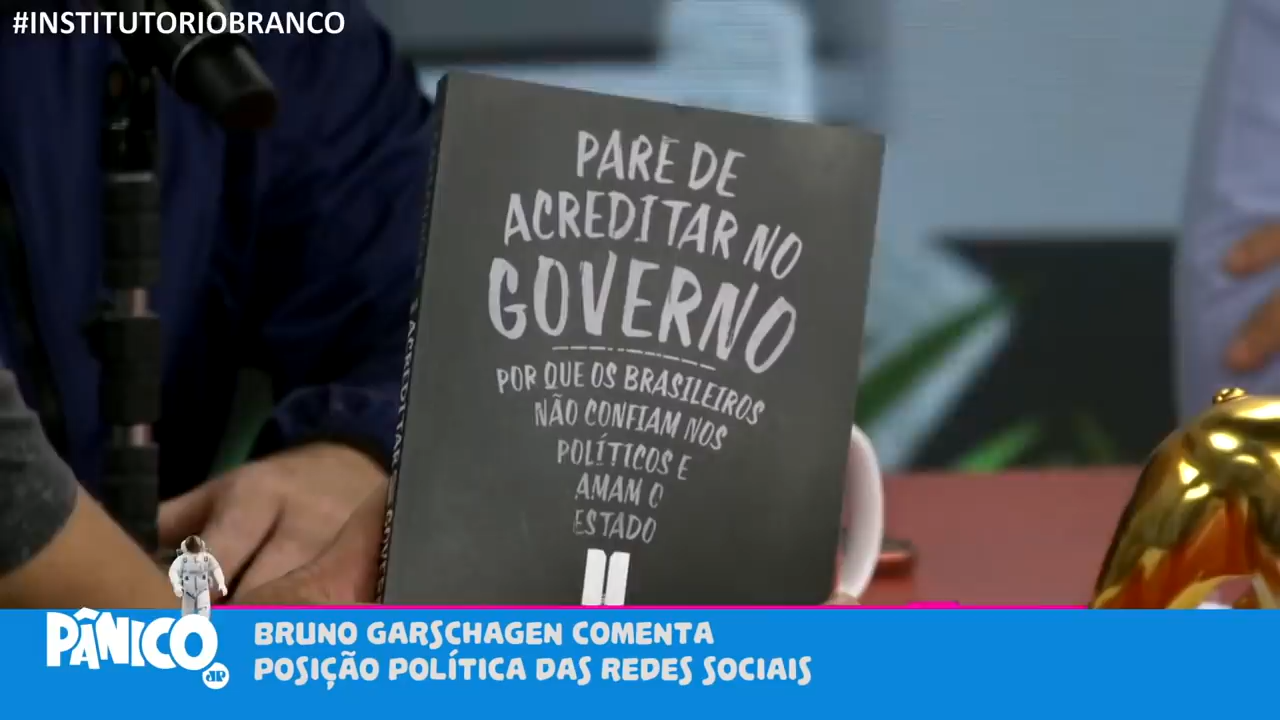 #INSTITUTORIOBRANCO
PARE DE
ACREDITAR NO
GOVERNO
POR QUE OS BRASILEIROS
NÃO CONFIAM NOS
POLÍTICOS E
AMAM O
ESTADO
PÂNICO
JP
BRUNO GARSCHAGEN COMENTA
POSIÇÃO POLÍTICA DAS REDES SOCIAIS